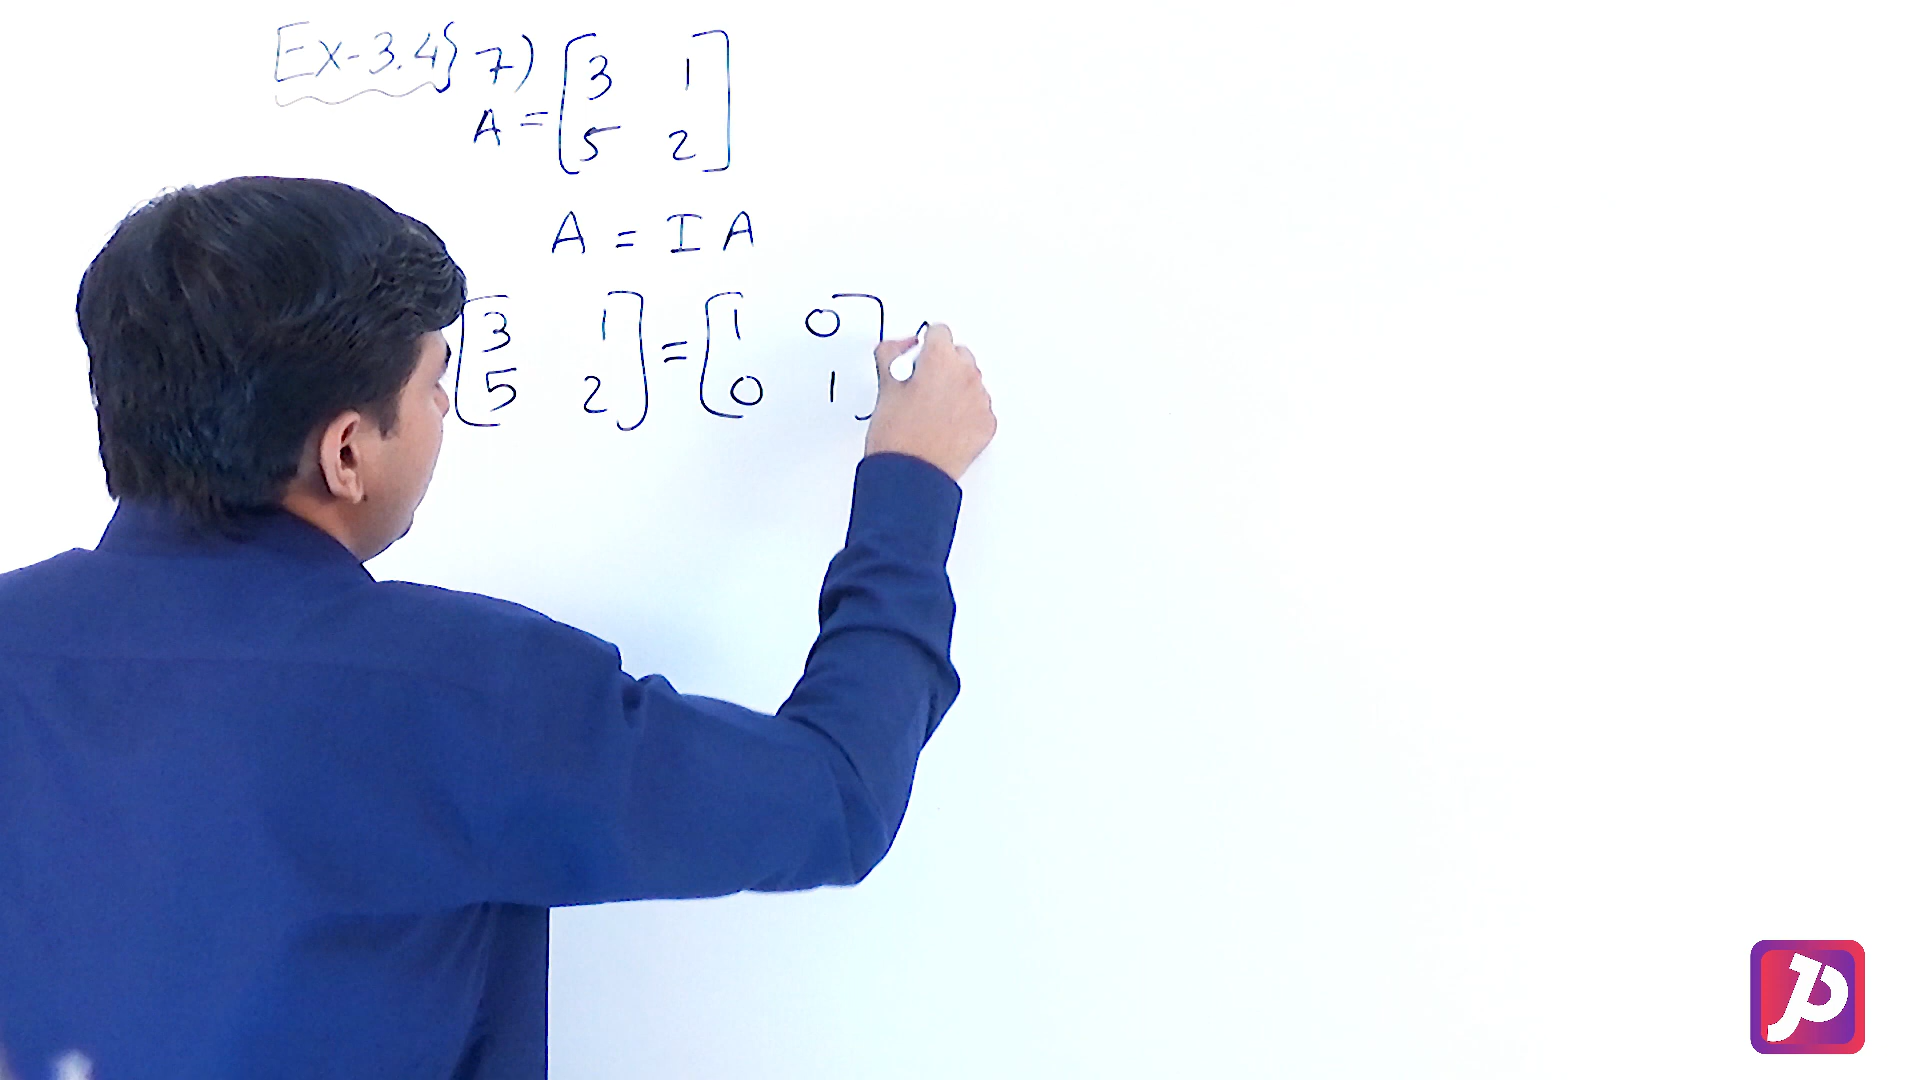 Ex-3.4} 7)
A = [3 1
5 2]
A = I A
[3 1
5 2] = [1 0
0 1]